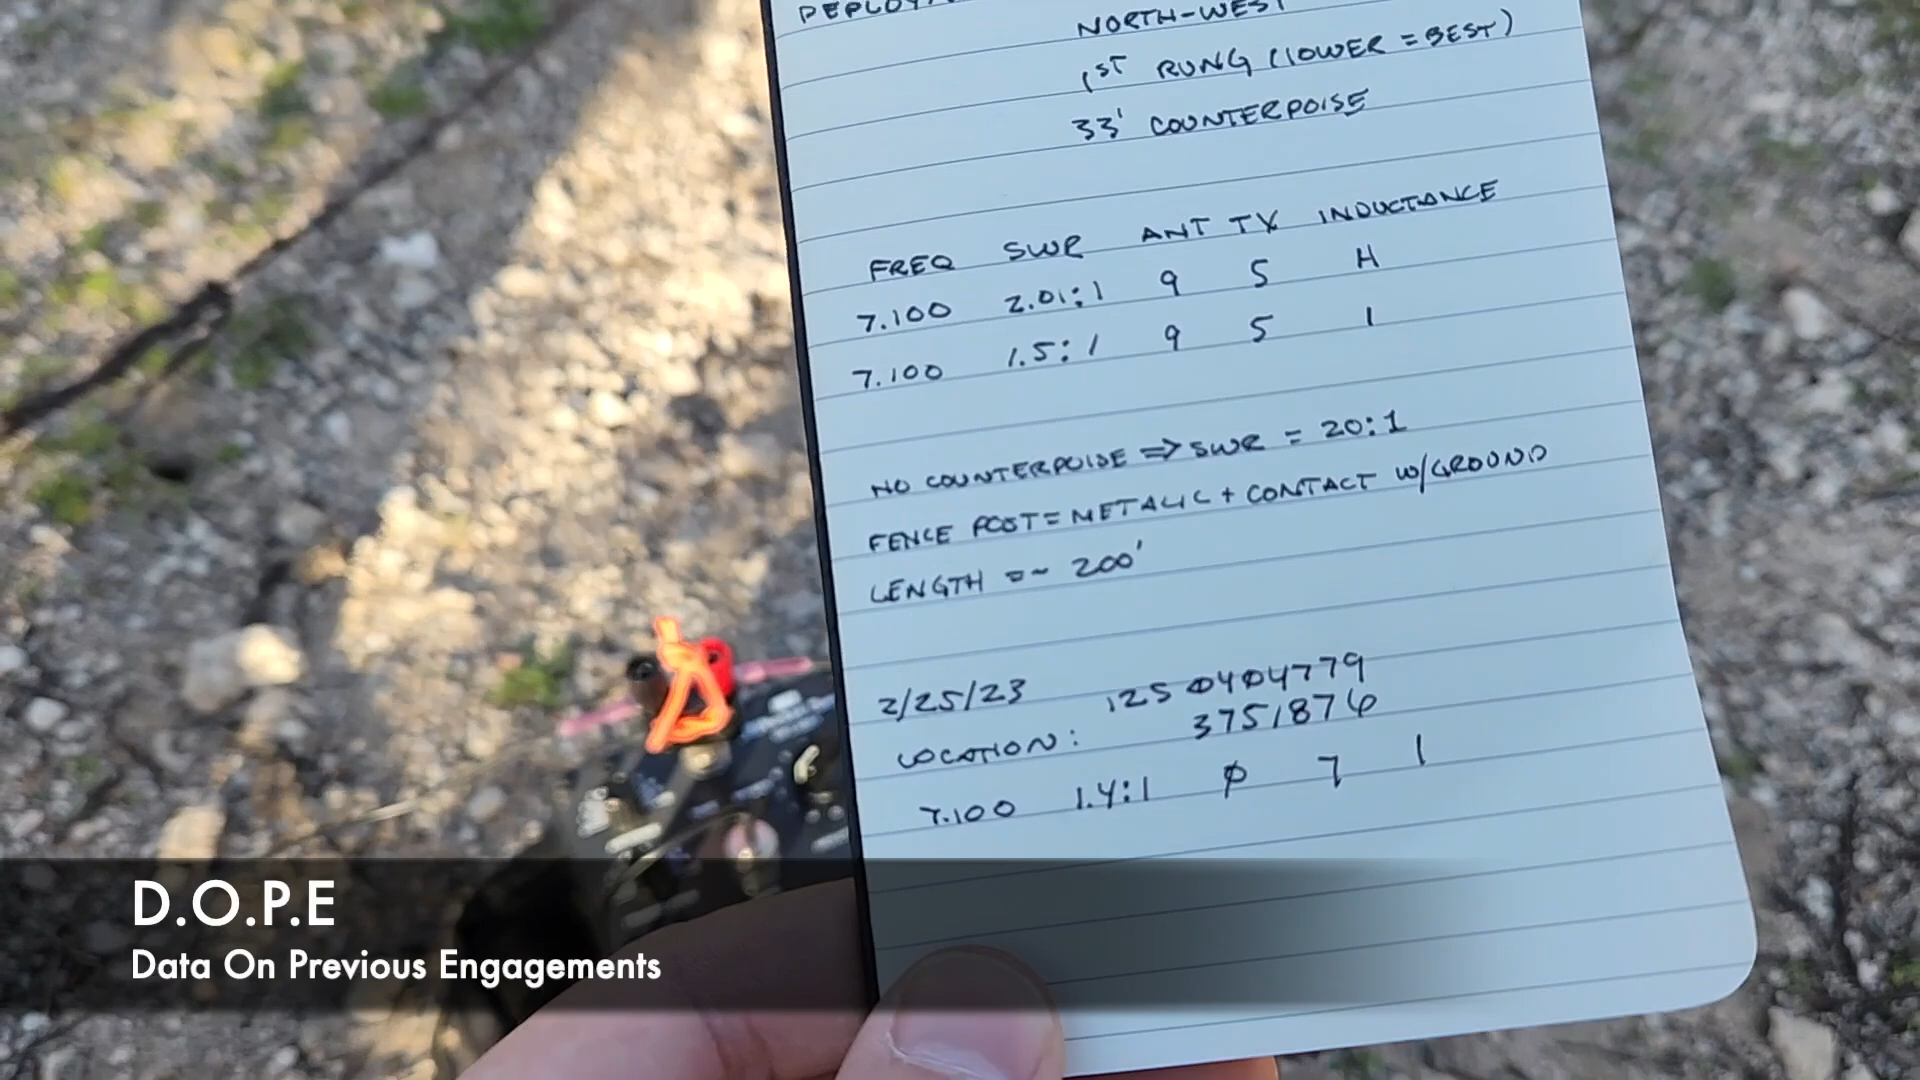 NORTH-WEST
1ST RUNG (LOWER = BEST)
33' COUNTERPOISE
FREQ SWR ANT TX INDUCTANCE
7.100 2.01:1 9 5 H
7.100 1.5:1 9 5 1
NO COUNTERPOISE => SWR = 20:1
FENCE POST = METALIC + CONTACT W/GROUND
LENGTH =~ 200'
2/25/23 12S 0404779
LOCATION: 3751876
7.100 1.4:1 Ø 7 1
D.O.P.E
Data On Previous Engagements